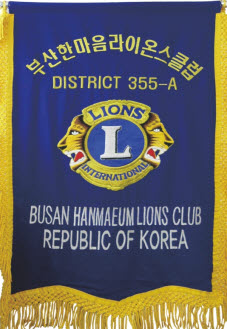 부산한마음라이온스클럽
DISTRICT 355-A
LIONS
L
INTERNATIONAL
BUSAN HANMAEUM LIONS CLUB
REPUBLIC OF KOREA